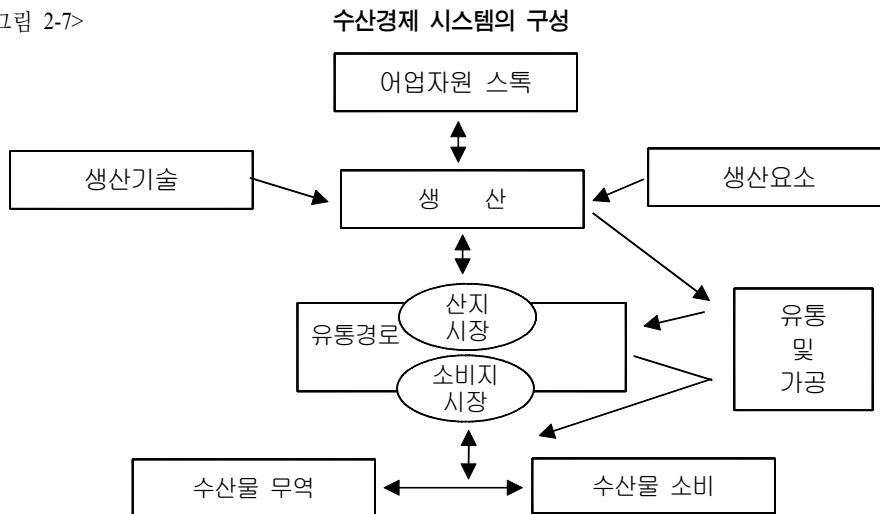 그림 2-7>
수산경제 시스템의 구성
어업자원 스톡
생산기술
생 산
생산요소
산지
시장
유통경로
소비지
시장
유통
및
가공
수산물 무역
수산물 소비